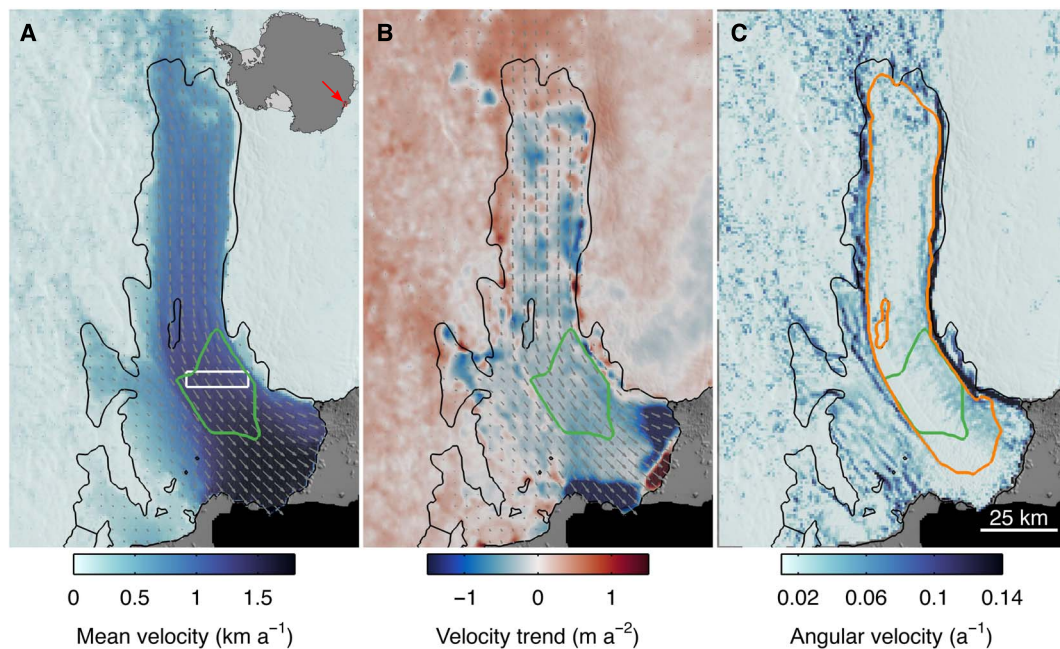 A
B
C
25 km
0 0.5 1 1.5
−1 0 1
0.02 0.06 0.1 0.14
Mean velocity (km a⁻¹)
Velocity trend (m a⁻²)
Angular velocity (a⁻¹)